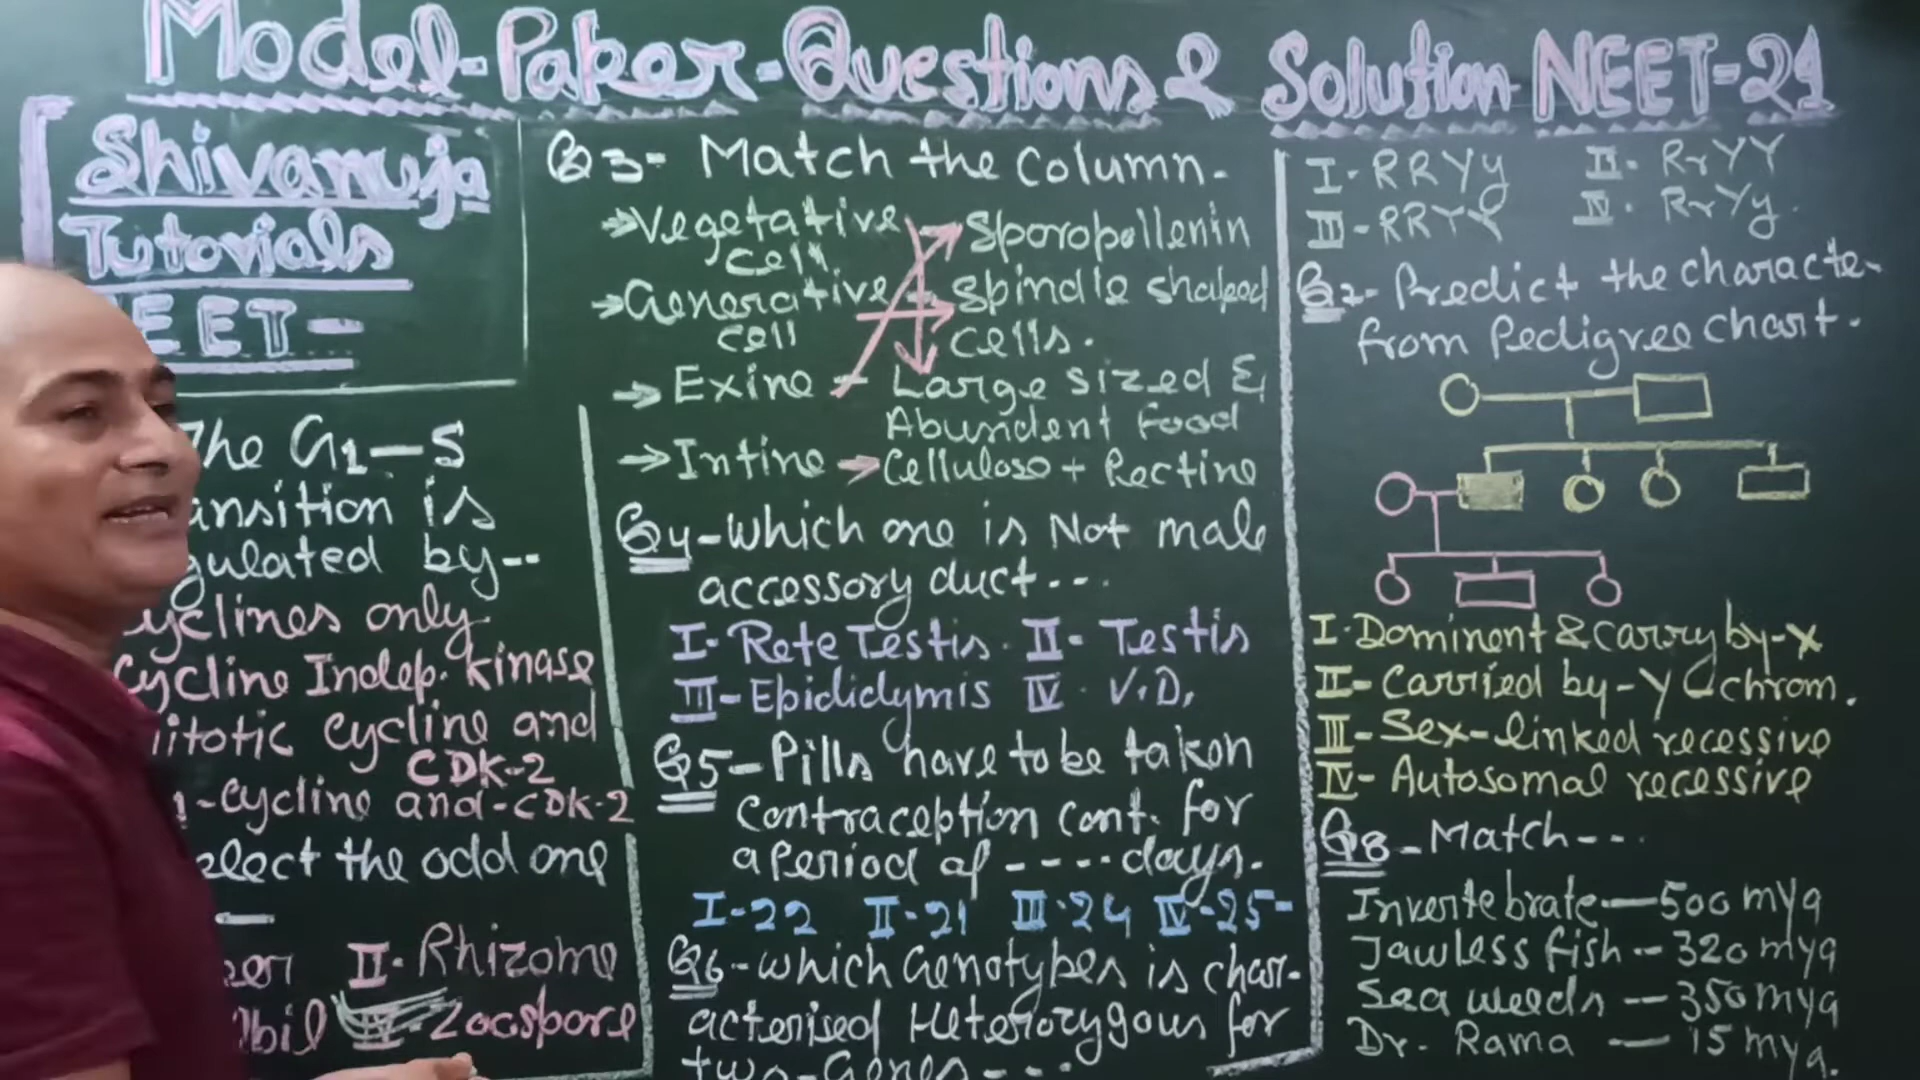 Model-Paper-Questions & Solution NEET-21
Shivanuja
Tutorials
EET-
The G1-S
ansition is
gulated by--
yclines only
Cycline Indep. kinase
itotic cycline and
CDK-2
1-cycline and-CDK-2
elect the odd one
II- Rhizome
IV- Zoospore
Q3- Match the Column.
→Vegetative Sporopollenin
cell
→Generative - Spindle shaped
cell cells.
→ Exine - Large sized &
Abundent food
→Intine → Cellulose + Pectine
Q4-Which one is Not male
accessory duct...
I- Rete Testis. II- Testis
III-Epididymis IV. V.D.
Q5-Pills have to be taken
contraception cont. for
a Period of ---- days.
I-22 II-21 III-24 IV-25-
Q6-which Genotypes is char-
acterised Heterozygous for
two-Genes---
I-RRYy II- RrYY
III-RRYY IV. RrYy.
Q7- Predict the characte-
from Pedigree chart.
I-Dominent & carry by-X
II- Carried by-Y-chrom.
III-Sex-linked recessive
IV- Autosomal recessive
Q8-Match---
Invertebrate-500 mya
Jawless fish-320 mya
Sea weeds-350 mya
Dr. Rama - 15 mya.